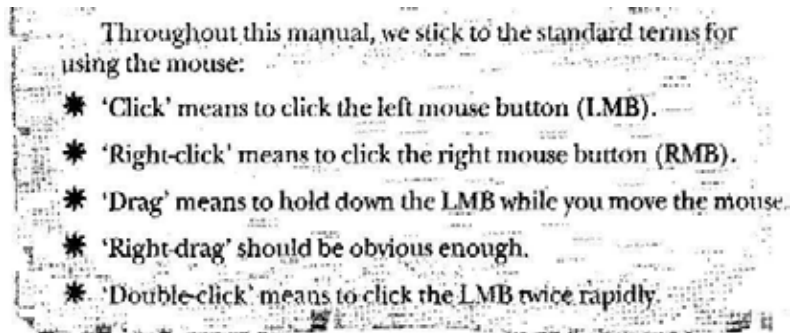 Throughout this manual, we stick to the standard terms for
using the mouse:
✷ 'Click' means to click the left mouse button (LMB).
✷ 'Right-click' means to click the right mouse button (RMB).
✷ 'Drag' means to hold down the LMB while you move the mouse.
✷ 'Right-drag' should be obvious enough.
✷ 'Double-click' means to click the LMB twice rapidly.